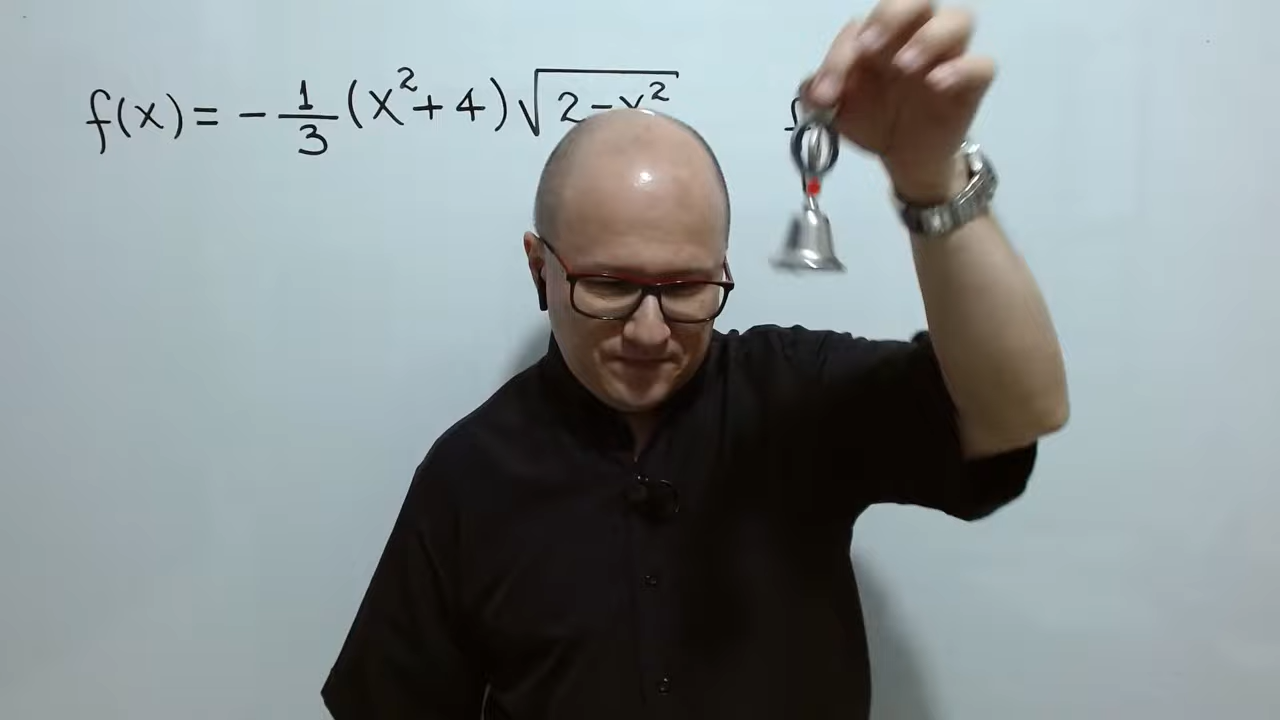 f(x) = - 1/3 (x² + 4) √(2 - x²)